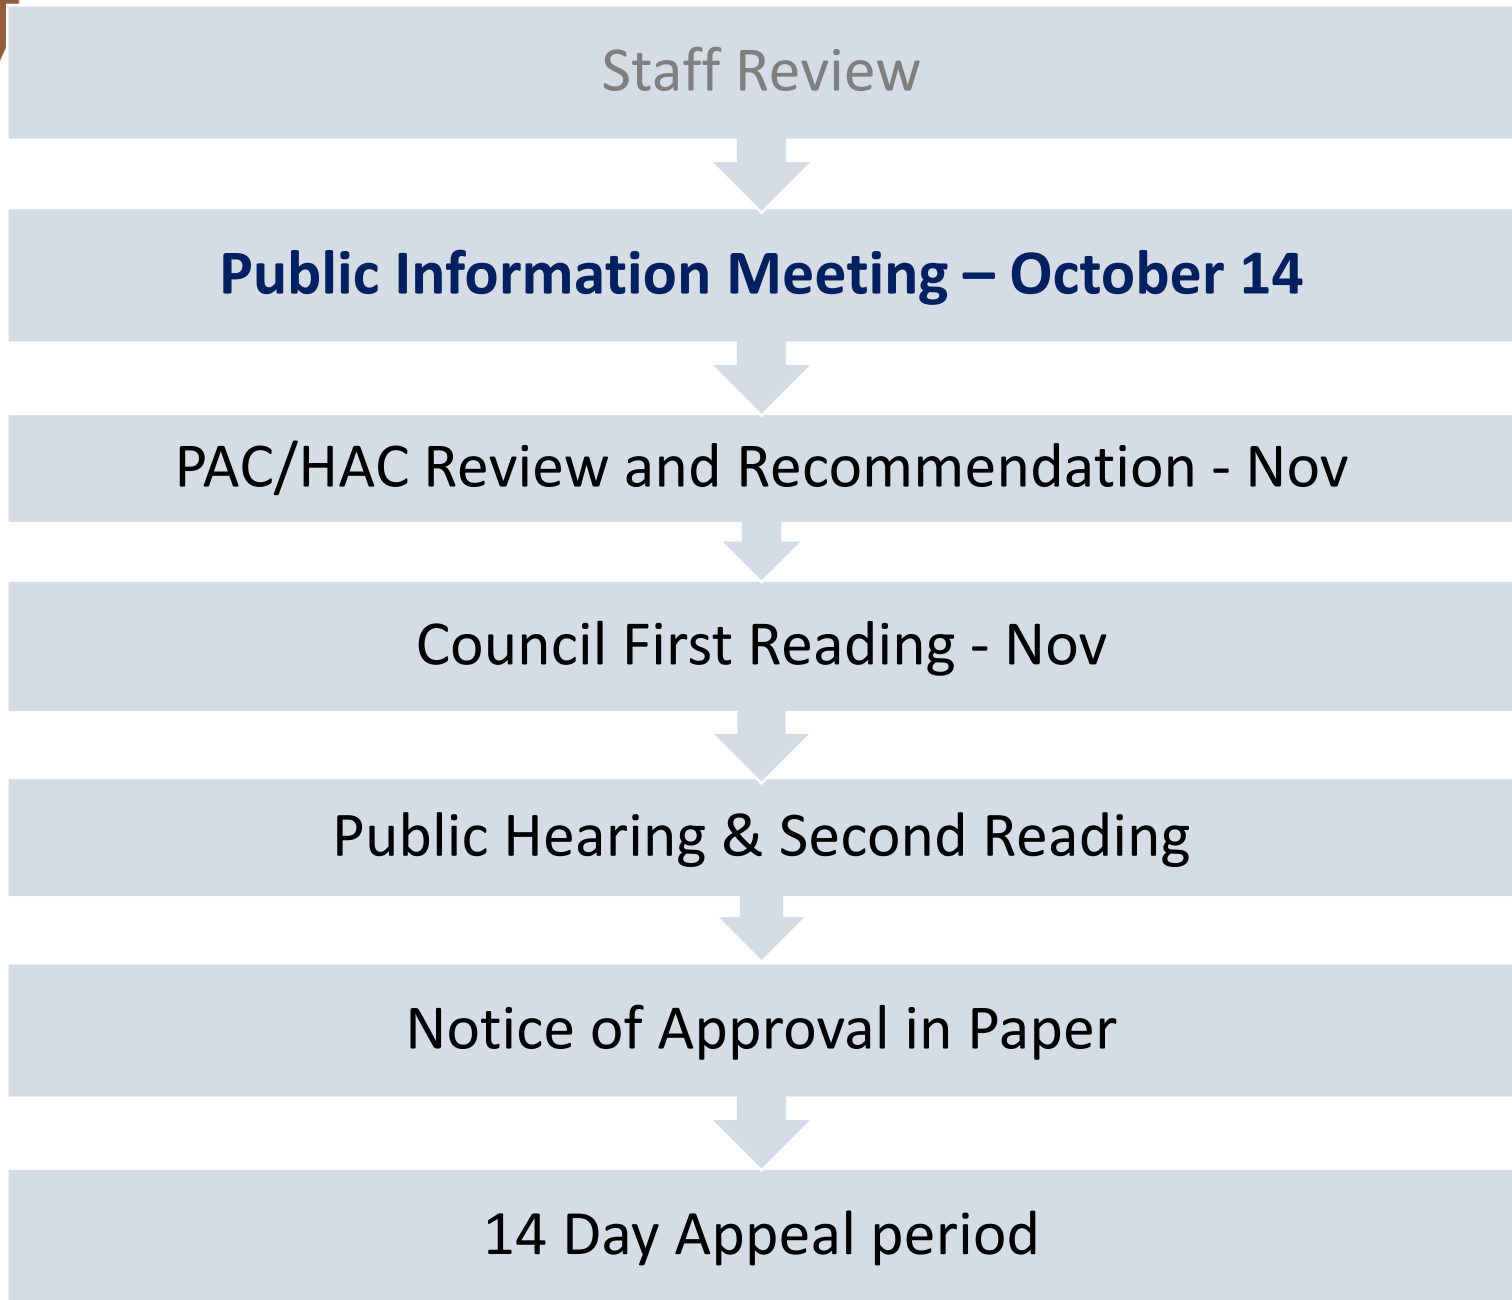 Staff Review
Public Information Meeting – October 14
PAC/HAC Review and Recommendation - Nov
Council First Reading - Nov
Public Hearing & Second Reading
Notice of Approval in Paper
14 Day Appeal period